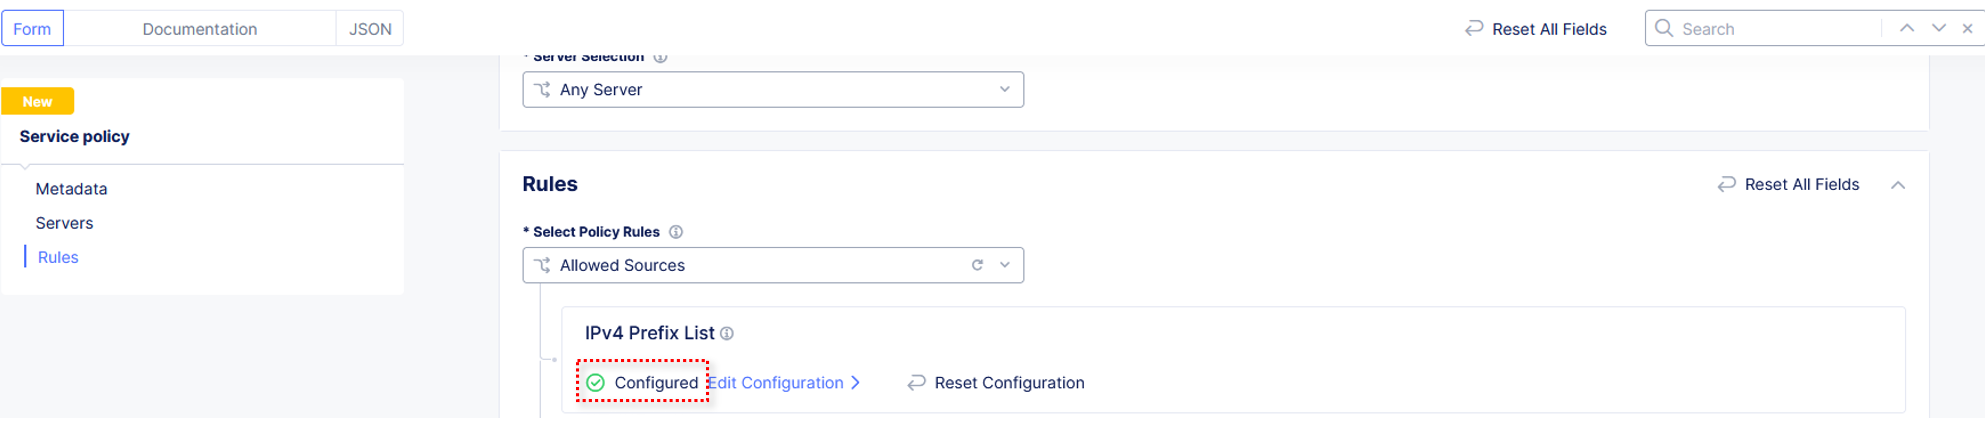 Form
Documentation
JSON
Reset All Fields
Search
New
Service policy
Metadata
Servers
Rules
* Server Selection
Any Server
Rules
Reset All Fields
* Select Policy Rules
Allowed Sources
IPv4 Prefix List
Configured Edit Configuration
Reset Configuration